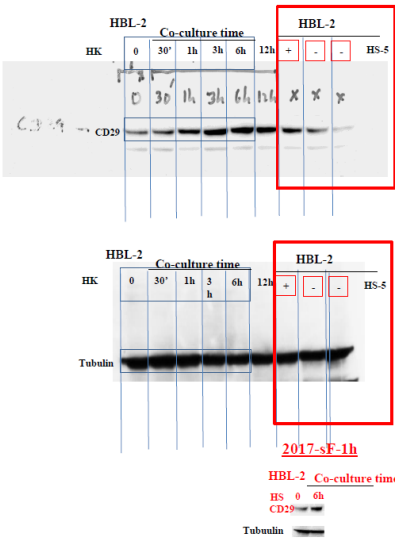 HBL-2
Co-culture time
HBL-2
HK 0 30' 1h 3h 6h 12h + - - HS-5
0 30' 1h 3h 6h 12h X X X
CD29
HBL-2
Co-culture time
HBL-2
HK 0 30' 1h 3 h 6h 12h + - - HS-5
Tubulin
2017-sF-1h
HBL-2 Co-culture time
HS 0 6h
CD29
Tubuulin